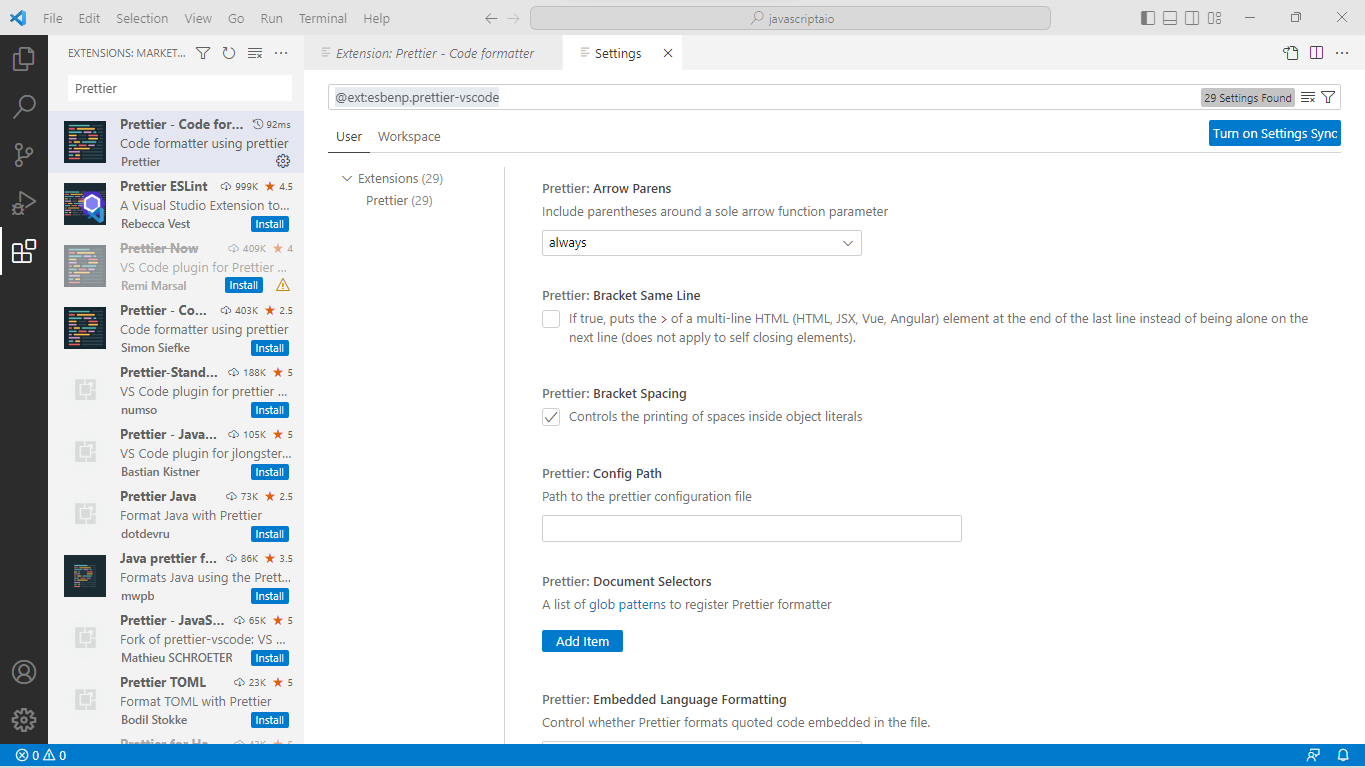 File Edit Selection View Go Run Terminal Help
javascriptaio
EXTENSIONS: MARKET...
Prettier
Prettier - Code for... 92ms
Code formatter using prettier
Prettier
Prettier ESLint 999K ★ 4.5
A Visual Studio Extension to...
Rebecca Vest Install
Prettier Now 409K ★ 4
VS Code plugin for Prettier ...
Remi Marsal Install
Prettier - Co... 403K ★ 2.5
Code formatter using prettier
Simon Siefke Install
Prettier-Stand... 188K ★ 5
VS Code plugin for prettier ...
numso Install
Prettier - Java... 105K ★ 5
VS Code plugin for jlongster...
Bastian Kistner Install
Prettier Java 73K ★ 2.5
Format Java with Prettier
dotdevru Install
Java prettier f... 86K ★ 3.5
Formats Java using the Prett...
mwpb Install
Prettier - JavaS... 65K ★ 5
Fork of prettier-vscode: VS ...
Mathieu SCHROETER Install
Prettier TOML 23K ★ 5
Format TOML with Prettier
Bodil Stokke Install
Extension: Prettier - Code formatter
Settings
@ext:esbenp.prettier-vscode
29 Settings Found
User Workspace
Turn on Settings Sync
Extensions (29)
Prettier (29)
Prettier: Arrow Parens
Include parentheses around a sole arrow function parameter
always
Prettier: Bracket Same Line
If true, puts the > of a multi-line HTML (HTML, JSX, Vue, Angular) element at the end of the last line instead of being alone on the
next line (does not apply to self closing elements).
Prettier: Bracket Spacing
Controls the printing of spaces inside object literals
Prettier: Config Path
Path to the prettier configuration file
Prettier: Document Selectors
A list of glob patterns to register Prettier formatter
Add Item
Prettier: Embedded Language Formatting
Control whether Prettier formats quoted code embedded in the file.
0 0